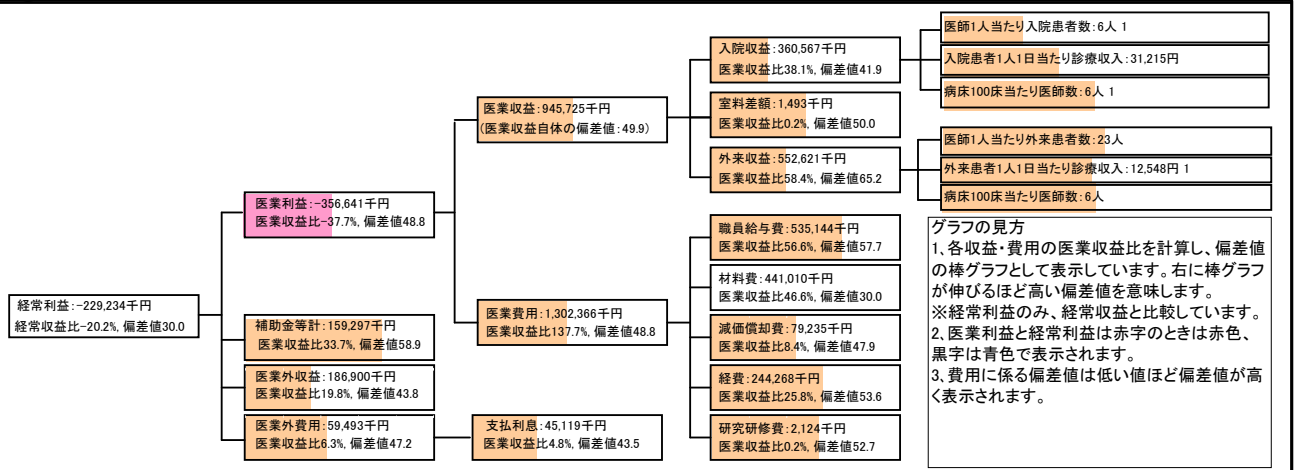 経常利益:-229,234千円
経常収益比-20.2%, 偏差値30.0
医業利益:-356,641千円
医業収益比-37.7%, 偏差値48.8
補助金等計:159,297千円
医業収益比33.7%, 偏差値58.9
医業外収益:186,900千円
医業収益比19.8%, 偏差値43.8
医業外費用:59,493千円
医業収益比6.3%, 偏差値47.2
医業収益:945,725千円
(医業収益自体の偏差値:49.9)
医業費用:1,302,366千円
医業収益比137.7%, 偏差値48.8
支払利息:45,119千円
医業収益比4.8%, 偏差値43.5
入院収益:360,567千円
医業収益比38.1%, 偏差値41.9
室料差額:1,493千円
医業収益比0.2%, 偏差値50.0
外来収益:552,621千円
医業収益比58.4%, 偏差値65.2
職員給与費:535,144千円
医業収益比56.6%, 偏差値57.7
材料費:441,010千円
医業収益比46.6%, 偏差値30.0
減価償却費:79,235千円
医業収益比8.4%, 偏差値47.9
経費:244,268千円
医業収益比25.8%, 偏差値53.6
研究研修費:2,124千円
医業収益比0.2%, 偏差値52.7
医師1人当たり入院患者数:6人 1
入院患者1人1日当たり診療収入:31,215円
病床100床当たり医師数:6人 1
医師1人当たり外来患者数:23人
外来患者1人1日当たり診療収入:12,548円 1
病床100床当たり医師数:6人
グラフの見方
1、各収益・費用の医業収益比を計算し、偏差値
の棒グラフとして表示しています。右に棒グラフ
が伸びるほど高い偏差値を意味します。
※経常利益のみ、経常収益と比較しています。
2、医業利益と経常利益は赤字のときは赤色、
黒字は青色で表示されます。
3、費用に係る偏差値は低い値ほど偏差値が高
く表示されます。